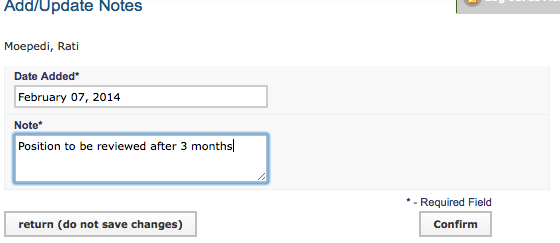 Add/Update Notes
Moepedi, Rati
Date Added*
February 07, 2014
Note*
Position to be reviewed after 3 months
* - Required Field
return (do not save changes)
Confirm